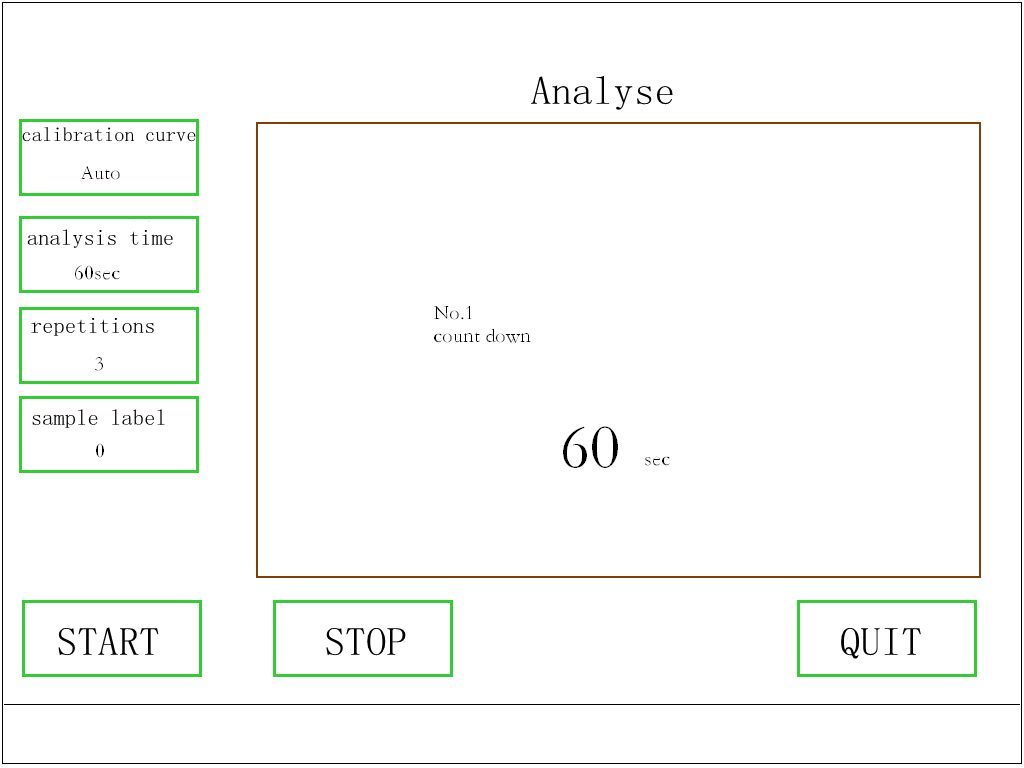 Analyse
calibration curve
Auto
analysis time
60sec
repetitions
3
sample label
0
No.1
count down
60 sec
START
STOP
QUIT